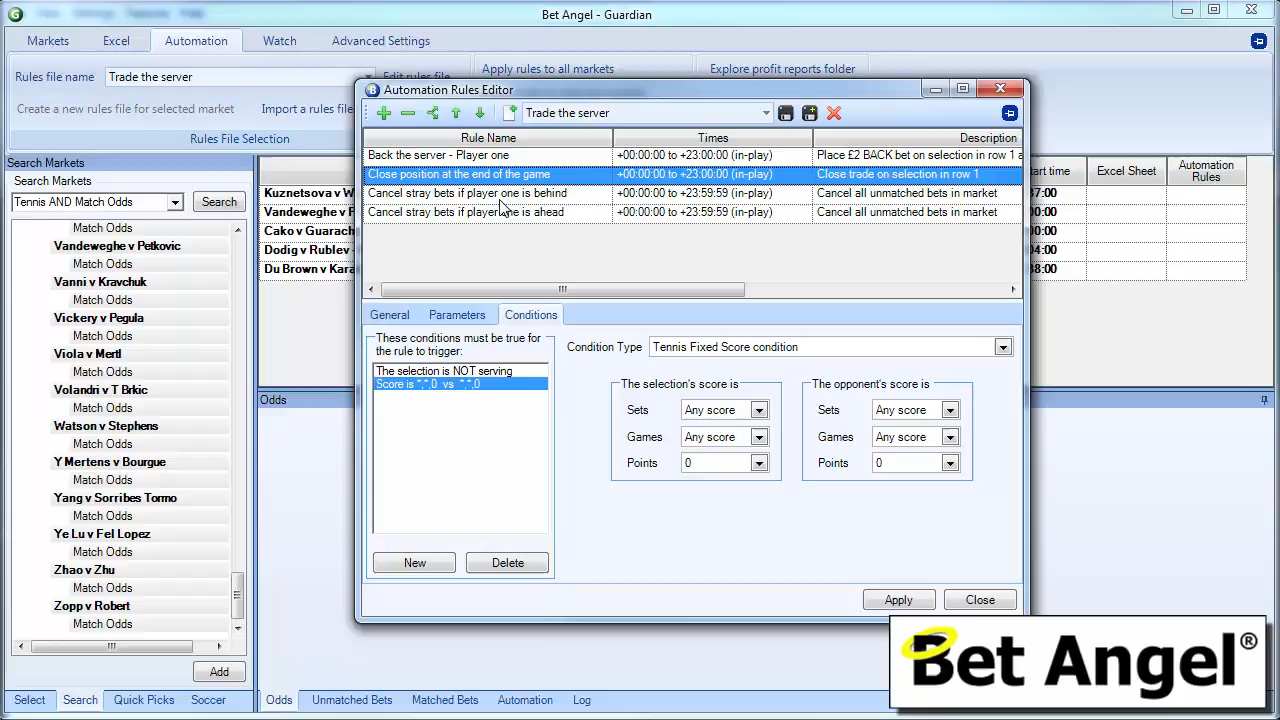 Bet Angel - Guardian
Markets
Excel
Automation
Watch
Advanced Settings
Rules file name
Trade the server
Edit rules file
Apply rules to all markets
Explore profit reports folder
Create a new rules file for selected market
Import a rules file
Rules File Selection
Automation Rules Editor
Trade the server
Rule Name
Times
Description
Back the server - Player one
+00:00:00 to +23:00:00 (in-play)
Place £2 BACK bet on selection in row 1 a
Close position at the end of the game
+00:00:00 to +23:00:00 (in-play)
Close trade on selection in row 1
Cancel stray bets if player one is behind
+00:00:00 to +23:59:59 (in-play)
Cancel all unmatched bets in market
Cancel stray bets if player one is ahead
+00:00:00 to +23:59:59 (in-play)
Cancel all unmatched bets in market
General
Parameters
Conditions
These conditions must be true for
the rule to trigger:
The selection is NOT serving
Score is *,*,0 vs *,*,0
New
Delete
Condition Type
Tennis Fixed Score condition
The selection's score is
Sets
Any score
Games
Any score
Points
0
The opponent's score is
Sets
Any score
Games
Any score
Points
0
Apply
Close
Search Markets
Search Markets
Tennis AND Match Odds
Search
Match Odds
Vandeweghe v Petkovic
Match Odds
Vanni v Kravchuk
Match Odds
Vickery v Pegula
Match Odds
Viola v Mertl
Match Odds
Volandri v T Brkic
Match Odds
Watson v Stephens
Match Odds
Y Mertens v Bourgue
Match Odds
Yang v Sorribes Tormo
Match Odds
Ye Lu v Fel Lopez
Match Odds
Zhao v Zhu
Match Odds
Zopp v Robert
Match Odds
Add
Select
Search
Quick Picks
Soccer
Kuznetsova v W
Vandeweghe v P
Cako v Guarach
Dodig v Rublev -
Du Brown v Kara
tart time
Excel Sheet
Automation
Rules
37:00
00:00
00:00
04:00
38:00
Odds
Odds
Unmatched Bets
Matched Bets
Automation
Log
Bet Angel®